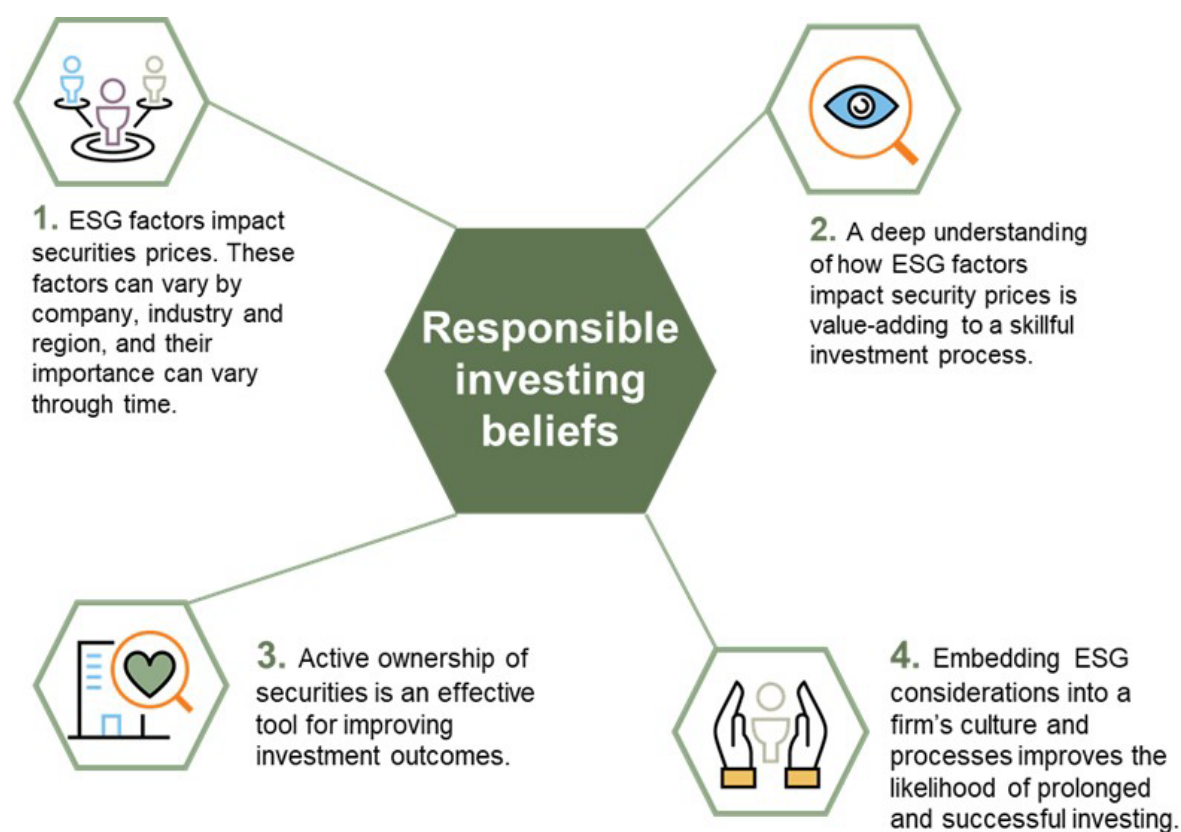 1. ESG factors impact
securities prices. These
factors can vary by
company, industry and
region, and their
importance can vary
through time.
2. A deep understanding
of how ESG factors
impact security prices is
value-adding to a skillful
investment process.
Responsible
investing
beliefs
3. Active ownership of
securities is an effective
tool for improving
investment outcomes.
4. Embedding ESG
considerations into a
firm's culture and
processes improves the
likelihood of prolonged
and successful investing.